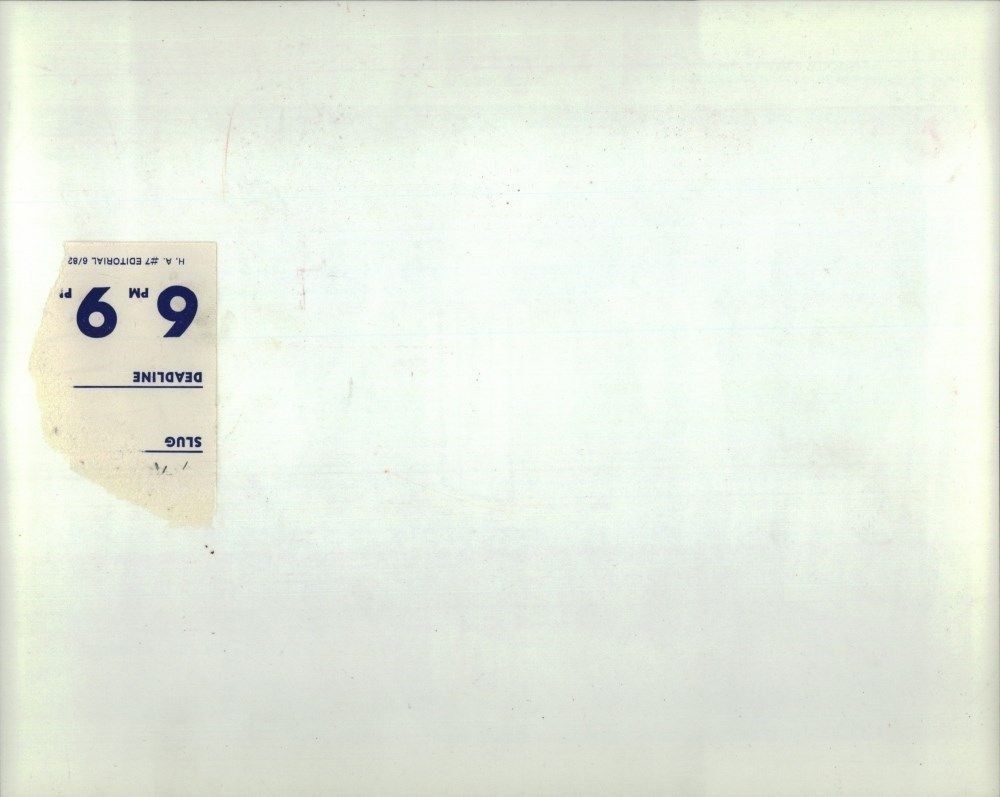 SLUG
DEADLINE
6 PM 9 P
H. A. #7 EDITORIAL 6/82